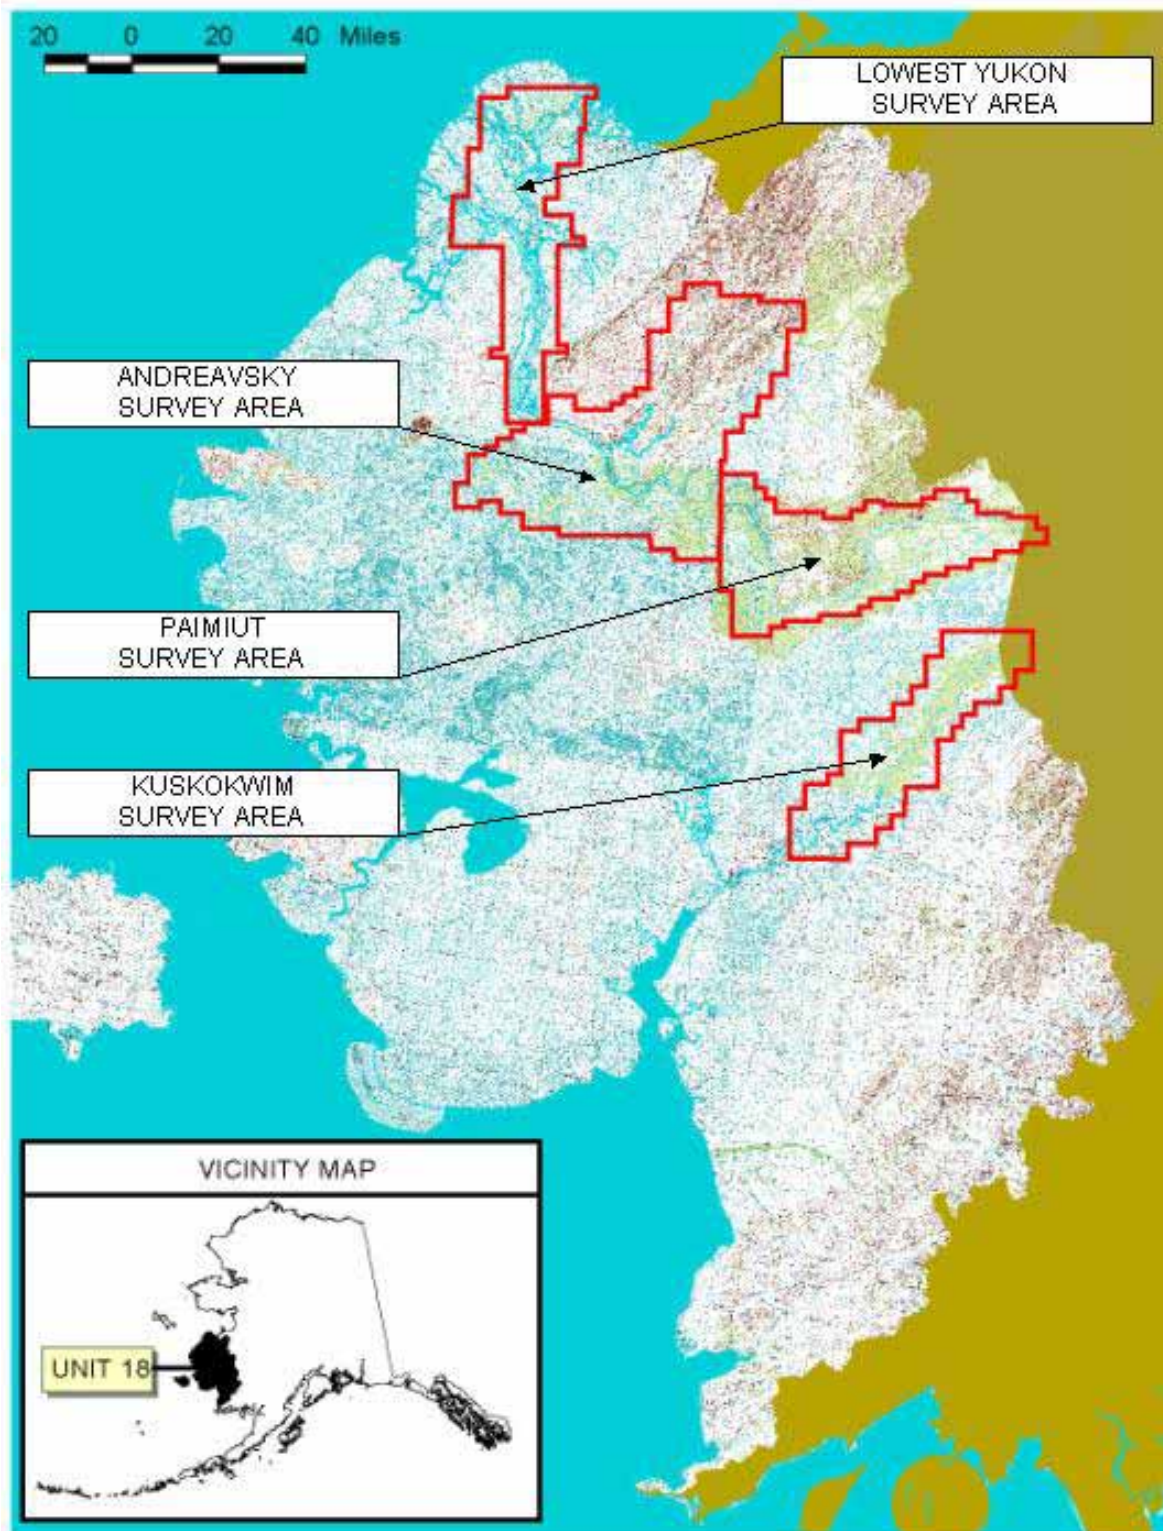 20 0 20 40 Miles
LOWEST YUKON
SURVEY AREA
ANDREAVSKY
SURVEY AREA
PAIMIUT
SURVEY AREA
KUSKOKWIM
SURVEY AREA
VICINITY MAP
UNIT 18